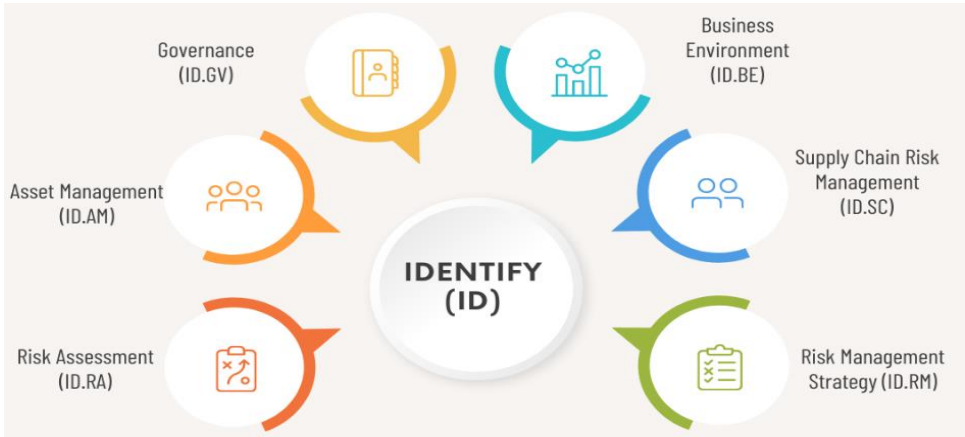 Governance
(ID.GV)
Business
Environment
(ID.BE)
Asset Management
(ID.AM)
Supply Chain Risk
Management
(ID.SC)
IDENTIFY
(ID)
Risk Assessment
(ID.RA)
Risk Management
Strategy (ID.RM)